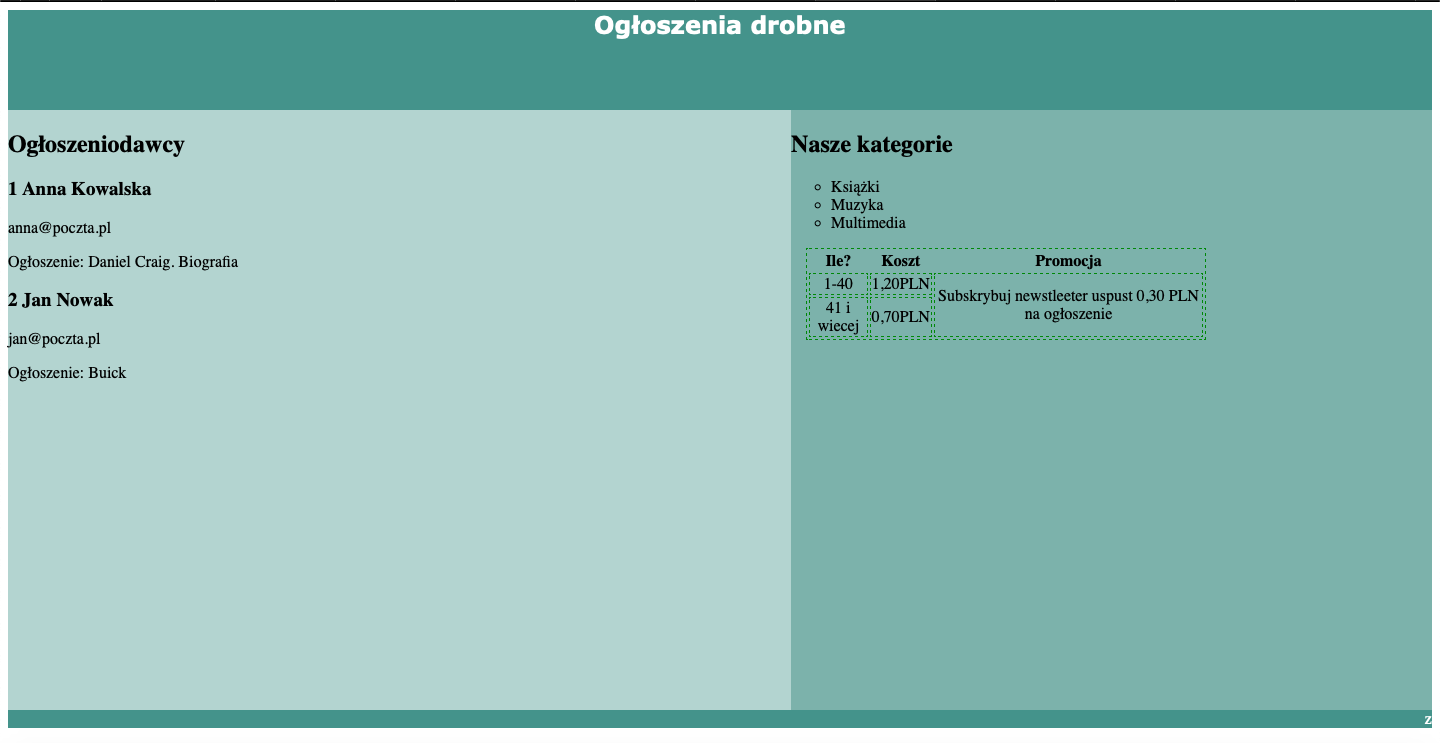 Ogłoszenia drobne
Ogłoszeniodawcy
1 Anna Kowalska
anna@poczta.pl
Ogłoszenie: Daniel Craig. Biografia
2 Jan Nowak
jan@poczta.pl
Ogłoszenie: Buick
Nasze kategorie
Książki
Muzyka
Multimedia
Ile? Koszt Promocja
1-40 1,20PLN
Subskrybuj newstleeter uspust 0,30 PLN
na ogłoszenie
41 i
wiecej
0,70PLN
z